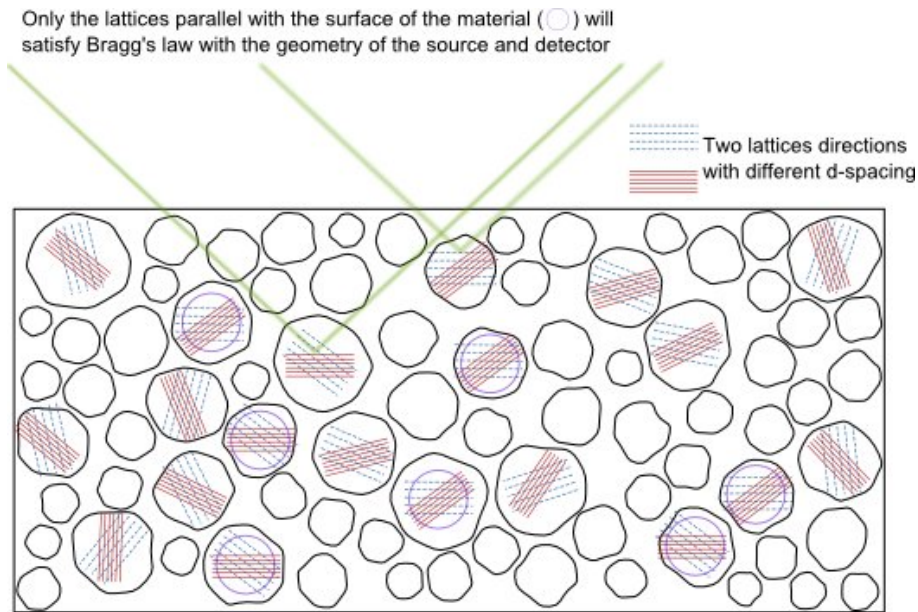 Only the lattices parallel with the surface of the material ( ) will
satisfy Bragg's law with the geometry of the source and detector
Two lattices directions
with different d-spacing